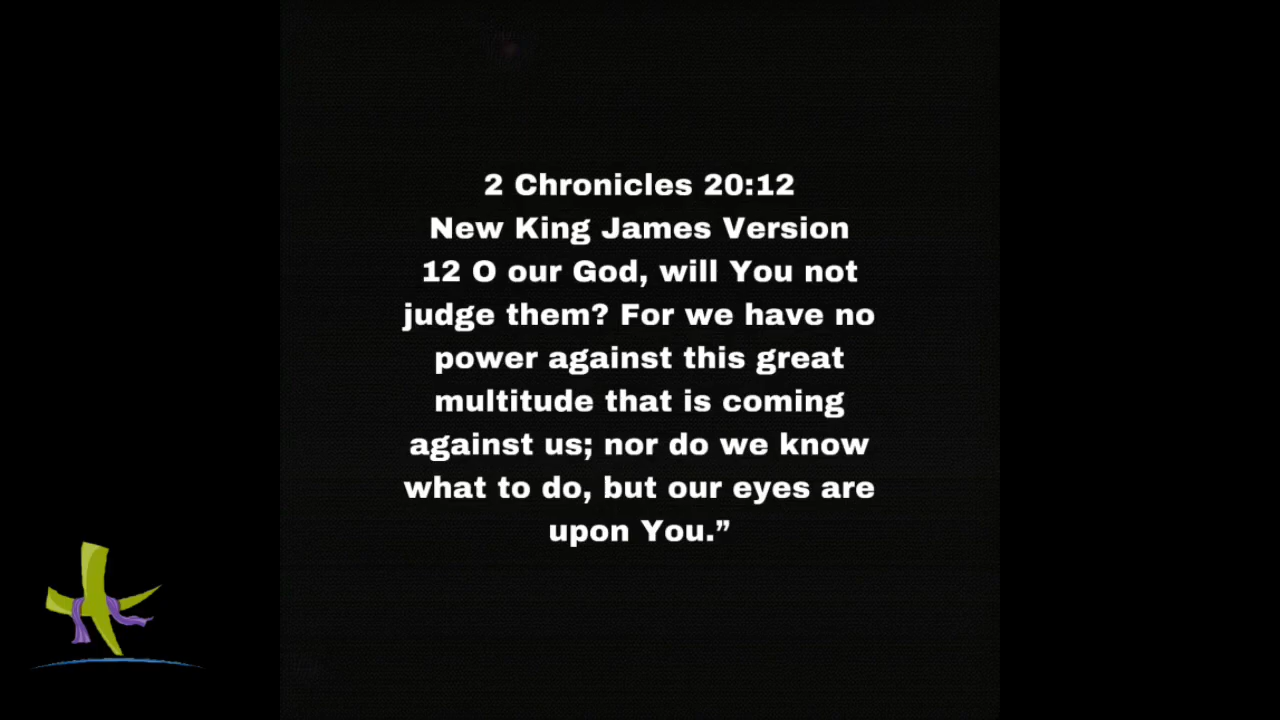 2 Chronicles 20:12
New King James Version
12 O our God, will You not
judge them? For we have no
power against this great
multitude that is coming
against us; nor do we know
what to do, but our eyes are
upon You.”